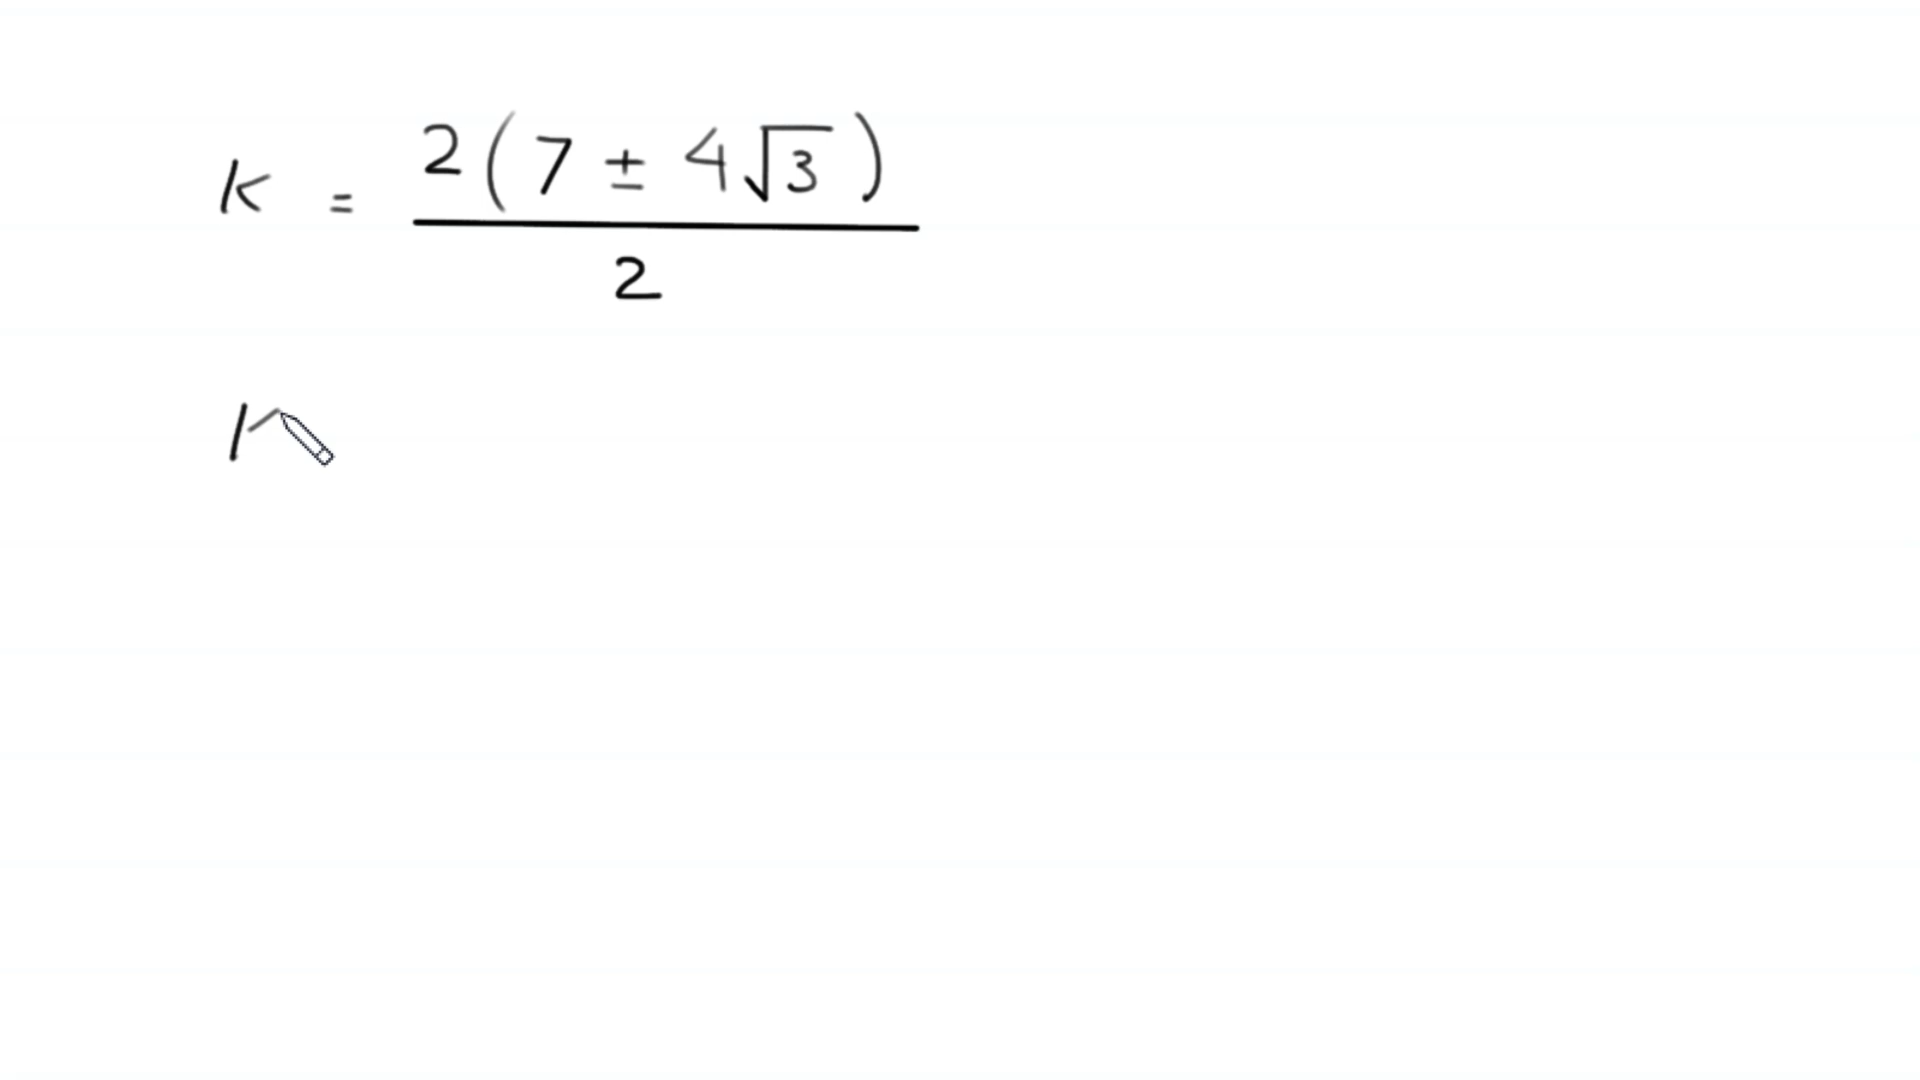 k = 2(7 ± 4√3)
2
k